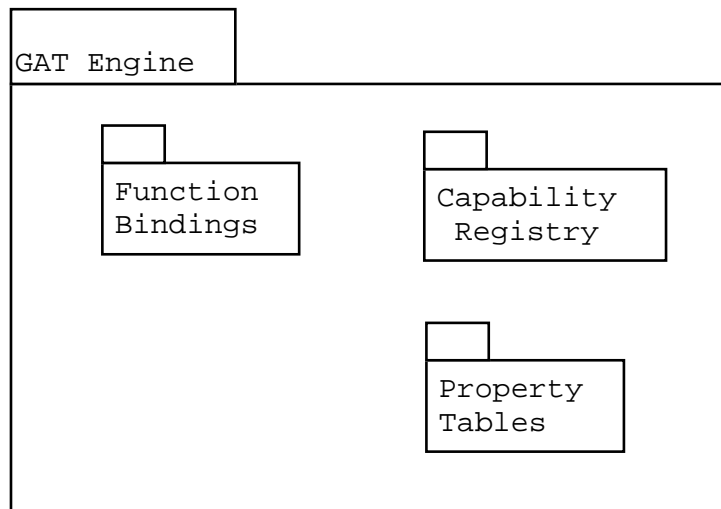 GAT Engine
Function
Bindings
Capability
Registry
Property
Tables